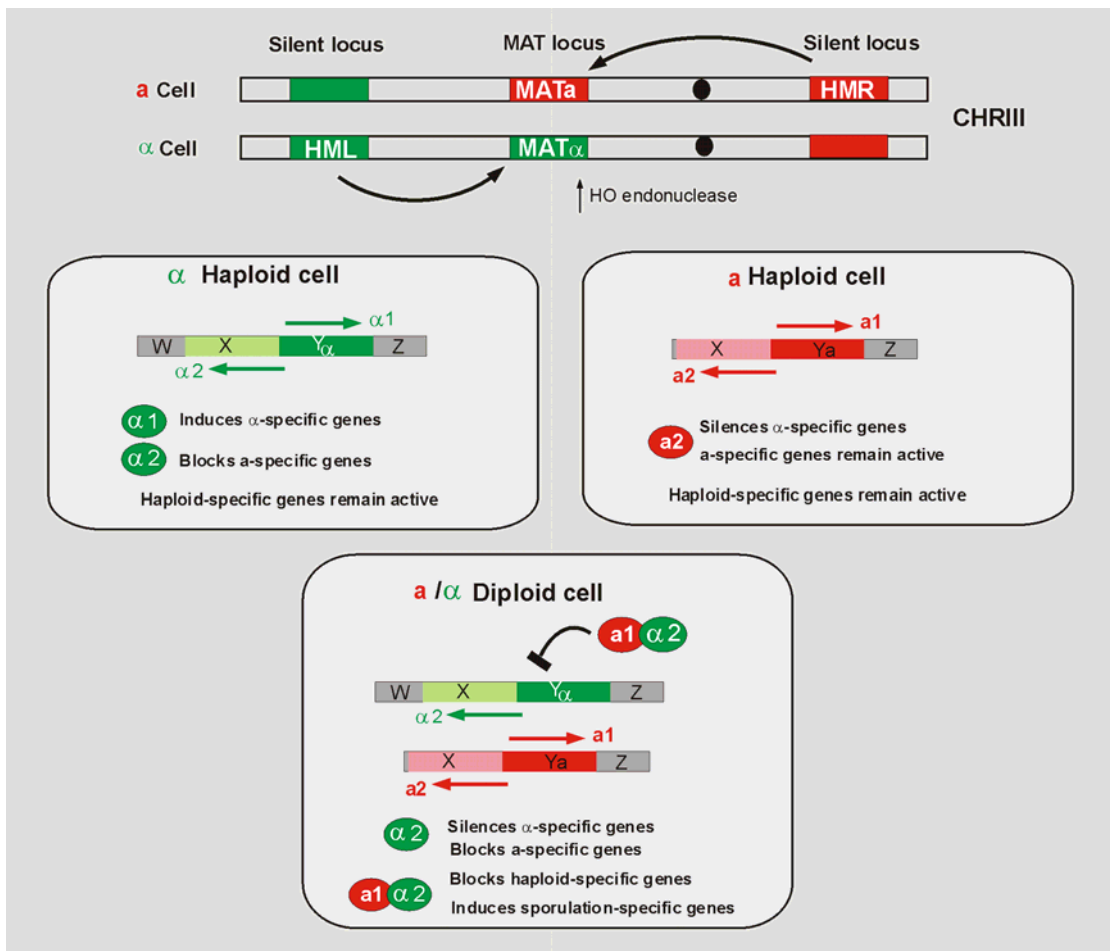 Silent locus MAT locus Silent locus
a Cell MATa HMR
CHRIII
α Cell HML MATα
HO endonuclease
α Haploid cell
α1
W X Yα Z
α2
α1 Induces α-specific genes
α2 Blocks a-specific genes
Haploid-specific genes remain active
a Haploid cell
a1
X Ya Z
a2
a2 Silences α-specific genes
a-specific genes remain active
Haploid-specific genes remain active
a /α Diploid cell
a1 α2
W X Yα Z
α2
a1
X Ya Z
a2
α2 Silences α-specific genes
Blocks a-specific genes
Blocks haploid-specific genes
a1 α2
Induces sporulation-specific genes